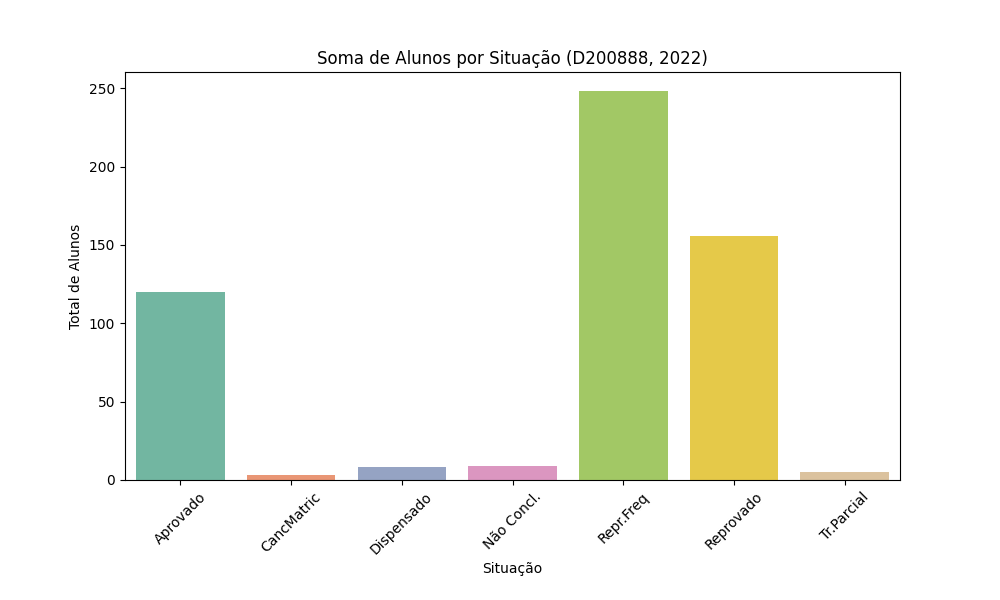 Soma de Alunos por Situação (D200888, 2022)
Total de Alunos
250
200
150
100
50
0
Aprovado
CancMatric
Dispensado
Não Concl.
Repr.Freq
Reprovado
Tr.Parcial
Situação